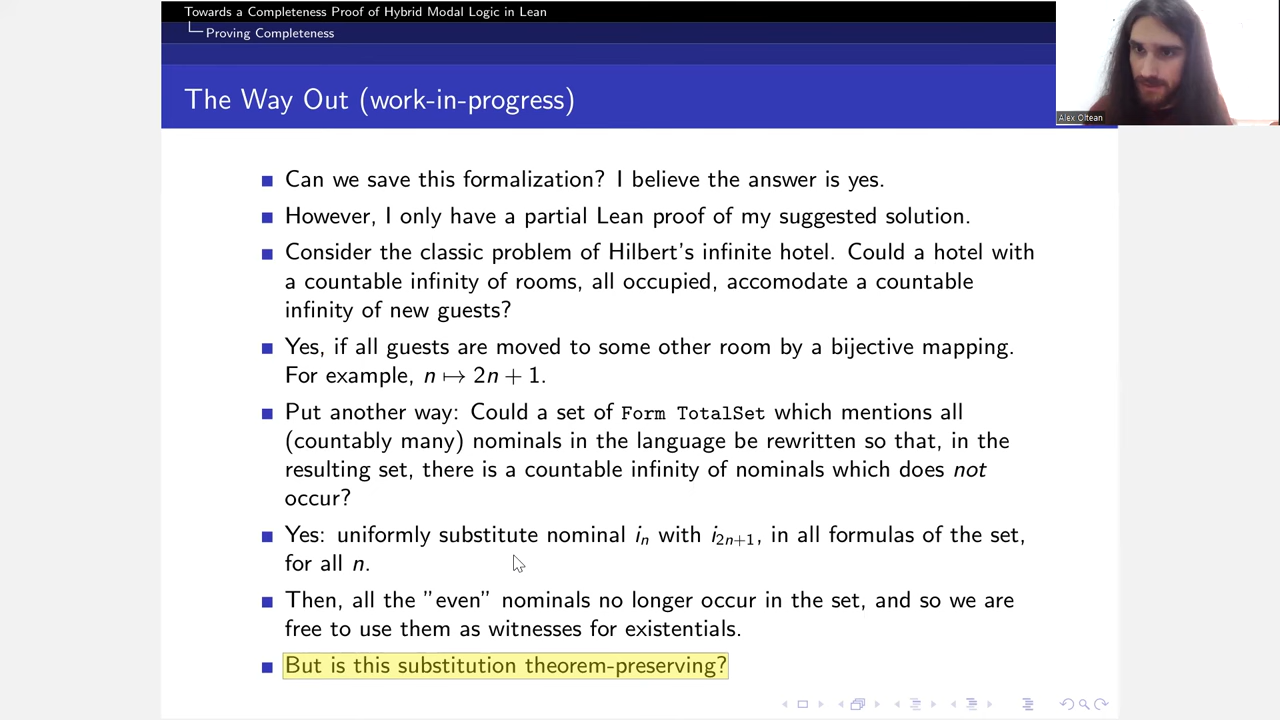 Towards a Completeness Proof of Hybrid Modal Logic in Lean
Proving Completeness
The Way Out (work-in-progress)
Alex Oltean
Can we save this formalization? I believe the answer is yes.
However, I only have a partial Lean proof of my suggested solution.
Consider the classic problem of Hilbert's infinite hotel. Could a hotel with
a countable infinity of rooms, all occupied, accomodate a countable
infinity of new guests?
Yes, if all guests are moved to some other room by a bijective mapping.
For example, n ↦ 2n + 1.
Put another way: Could a set of Form TotalSet which mentions all
(countably many) nominals in the language be rewritten so that, in the
resulting set, there is a countable infinity of nominals which does not
occur?
Yes: uniformly substitute nominal iₙ with i₂ₙ₊₁, in all formulas of the set,
for all n.
Then, all the "even" nominals no longer occur in the set, and so we are
free to use them as witnesses for existentials.
But is this substitution theorem-preserving?